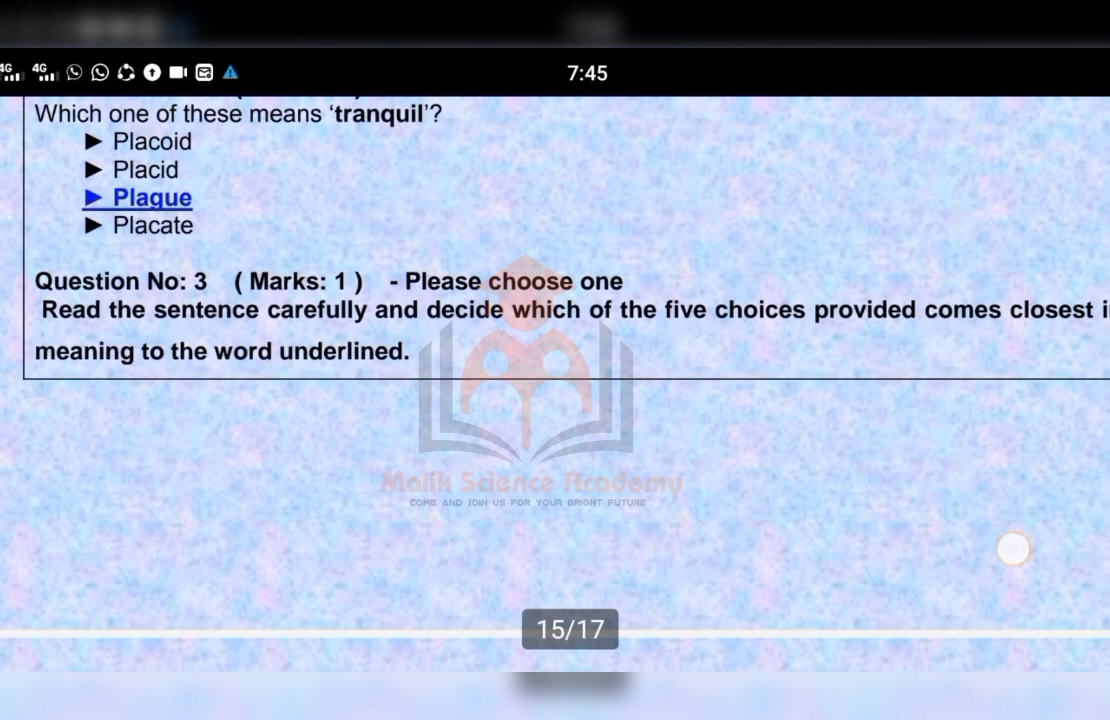 4G 4G 7:45
Which one of these means ‘tranquil’?
► Placoid
► Placid
► Plague
► Placate
Question No: 3 ( Marks: 1 ) - Please choose one
Read the sentence carefully and decide which of the five choices provided comes closest
meaning to the word underlined.
Malik Science Academy
COME AND JOIN US FOR YOUR BRIGHT FUTURE
15/17